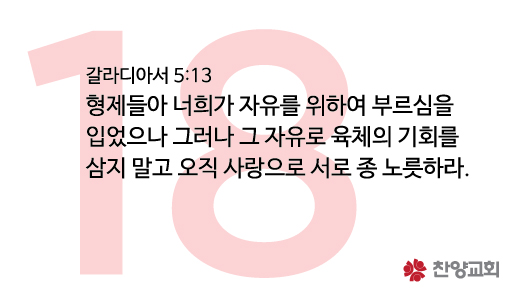 18
갈라디아서 5:13
형제들아 너희가 자유를 위하여 부르심을
입었으나 그러나 그 자유로 육체의 기회를
삼지 말고 오직 사랑으로 서로 종 노릇하라.
찬양교회